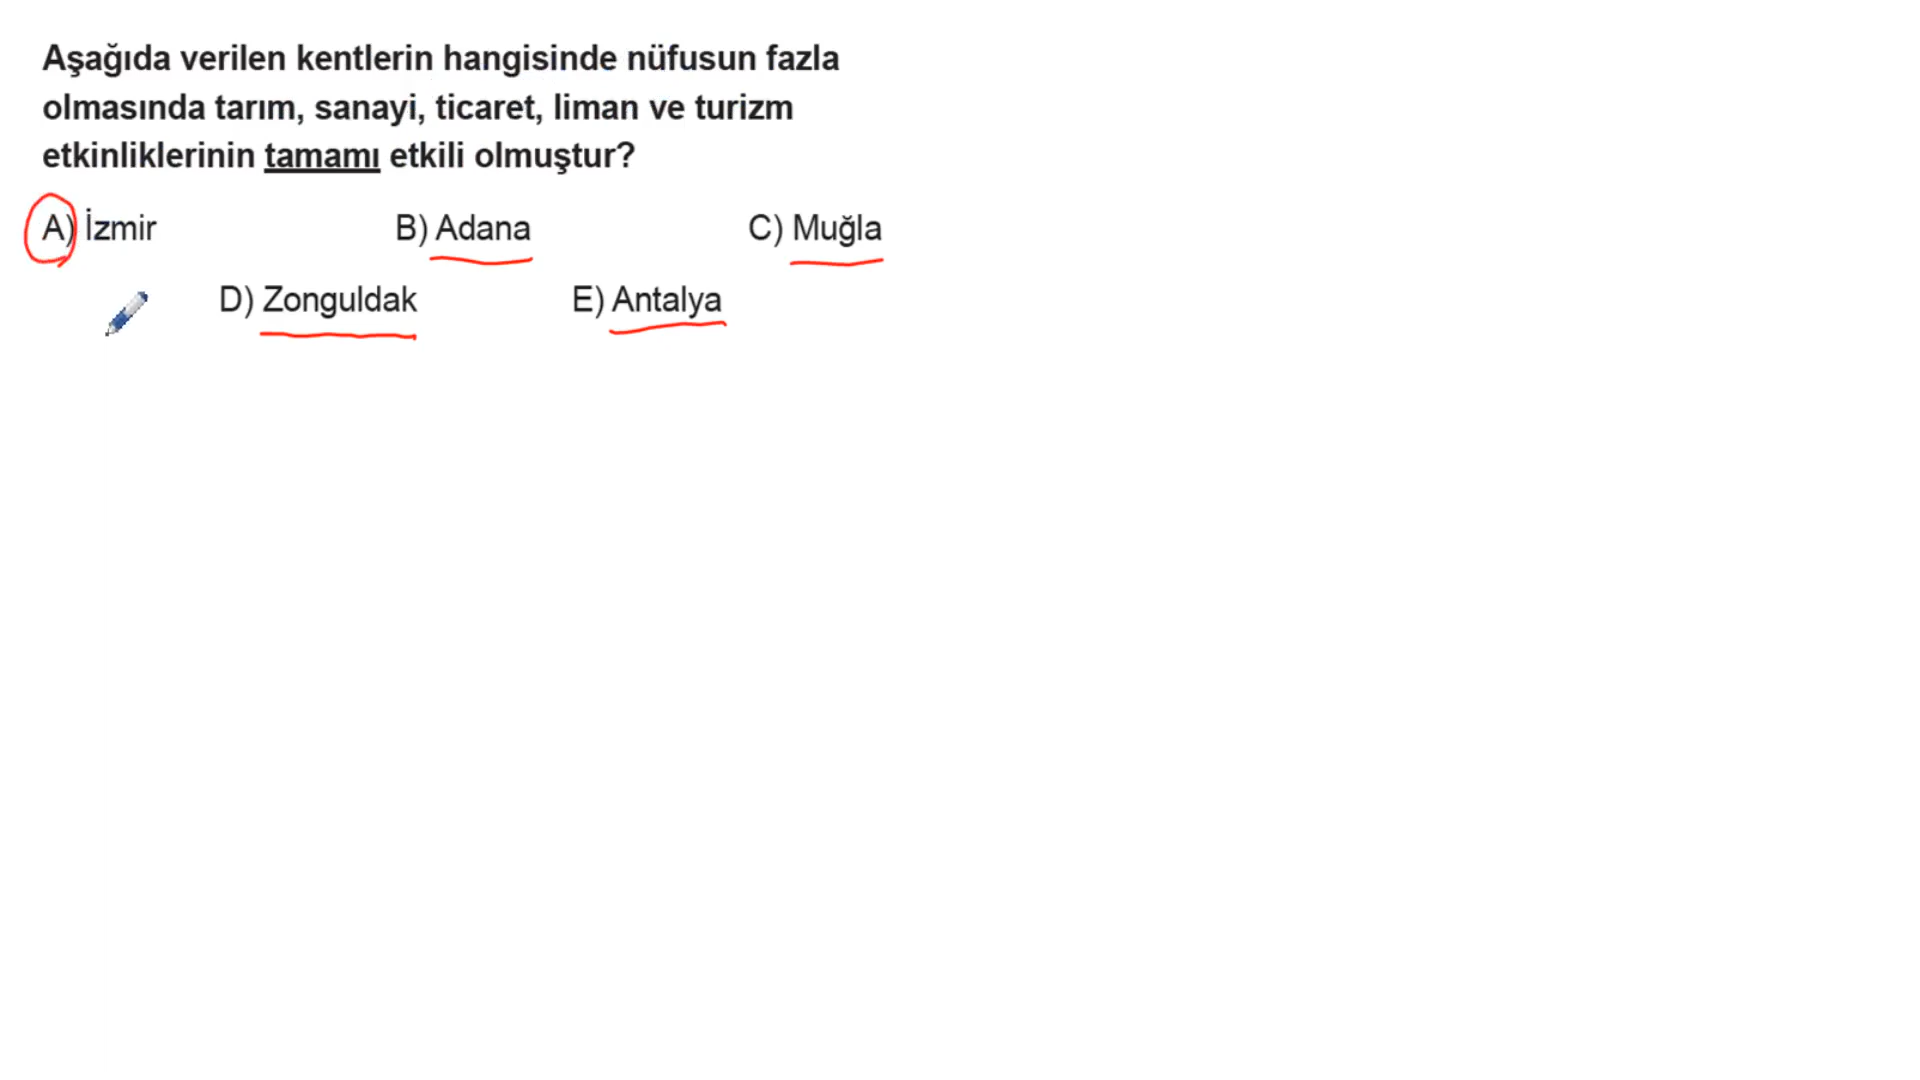 Aşağıda verilen kentlerin hangisinde nüfusun fazla
olmasında tarım, sanayi, ticaret, liman ve turizm
etkinliklerinin tamamı etkili olmuştur?
A) İzmir B) Adana C) Muğla
D) Zonguldak E) Antalya